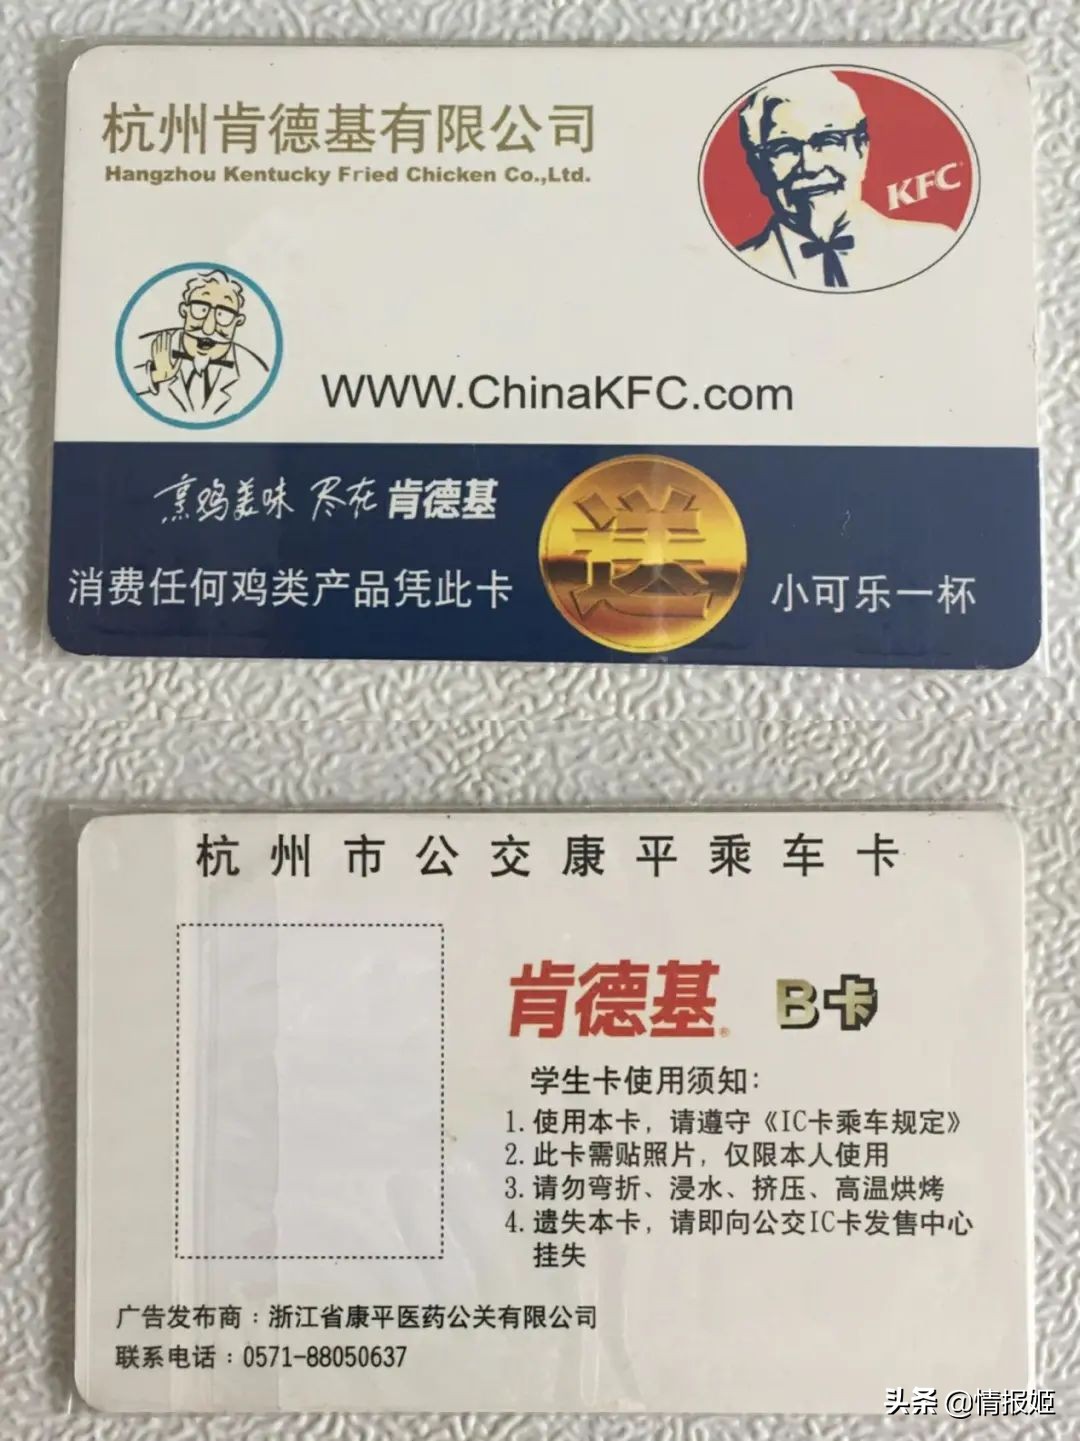 杭州肯德基有限公司
Hangzhou Kentucky Fried Chicken Co.,Ltd.
KFC
WWW.ChinaKFC.com
烹鸡美味 尽在肯德基
消费任何鸡类产品凭此卡 送 小可乐一杯
杭州市公交康平乘车卡
肯德基® B卡
学生卡使用须知：
1. 使用本卡，请遵守《IC卡乘车规定》
2. 此卡需贴照片，仅限本人使用
3. 请勿弯折、浸水、挤压、高温烘烤
4. 遗失本卡，请即向公交IC卡发售中心
挂失
广告发布商：浙江省康平医药公关有限公司
联系电话：0571-88050637
头条 @情报姬